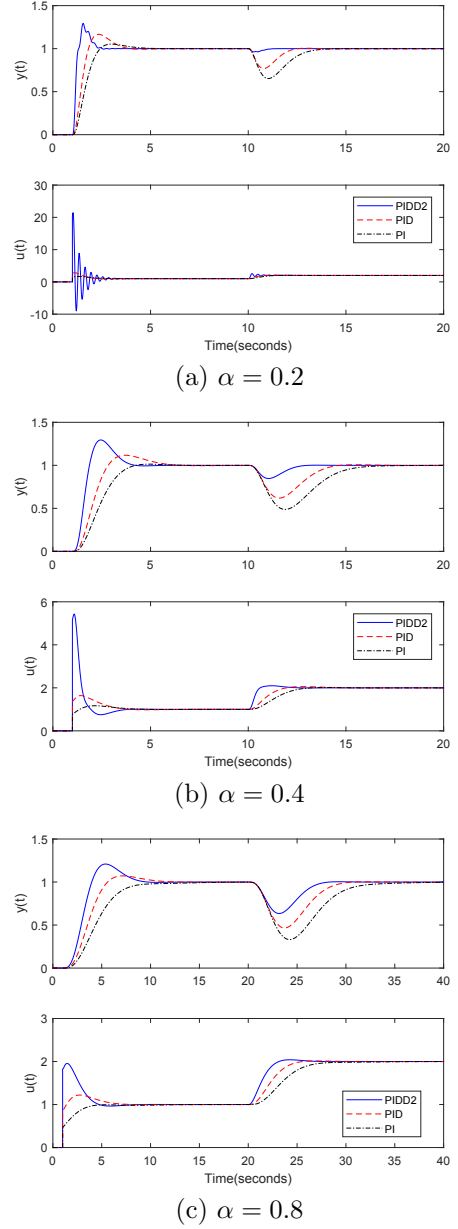 1.5
1
0.5
0
y(t)
0 5 10 15 20
30
20
10
0
-10
u(t)
PIDD2
PID
PI
0 5 10 15 20
Time(seconds)
(a) α = 0.2
1.5
1
0.5
0
y(t)
0 5 10 15 20
6
4
2
0
u(t)
PIDD2
PID
PI
0 5 10 15 20
Time(seconds)
(b) α = 0.4
1.5
1
0.5
0
y(t)
0 5 10 15 20 25 30 35 40
3
2
1
0
u(t)
PIDD2
PID
PI
0 5 10 15 20 25 30 35 40
Time(seconds)
(c) α = 0.8